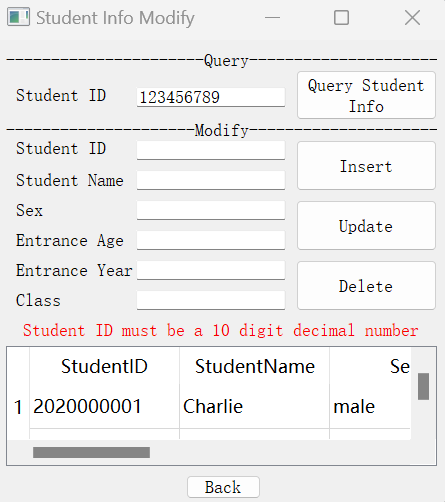 Student Info Modify
Query
Student ID 123456789 Query Student
Info
Modify
Student ID
Student Name
Insert
Sex
Update
Entrance Age
Entrance Year
Delete
Class
Student ID must be a 10 digit decimal number
StudentID StudentName Se
1 2020000001 Charlie male
Back